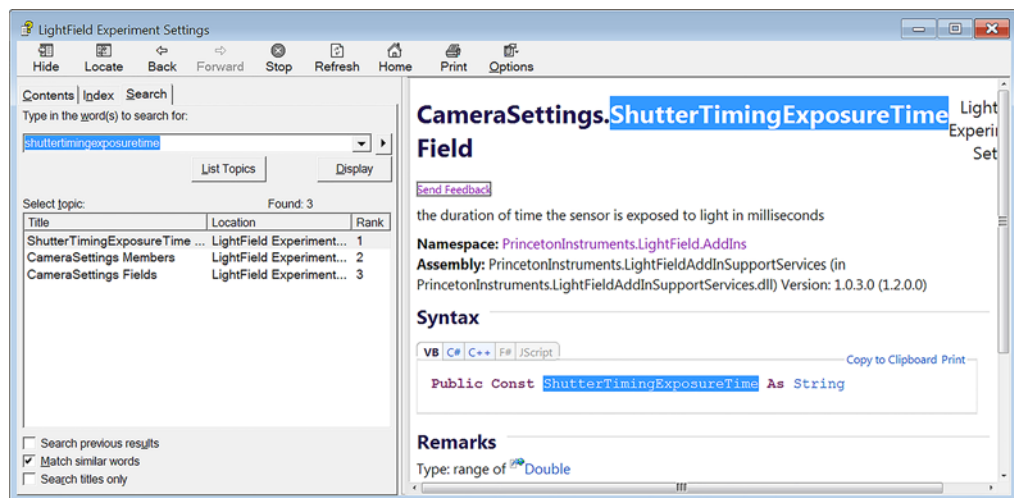 LightField Experiment Settings
Hide Locate Back Forward Stop Refresh Home Print Options
Contents Index Search
Type in the word(s) to search for:
shuttertimingexposuretime
List Topics Display
Select topic: Found: 3
Title Location Rank
ShutterTimingExposureTime ... LightField Experiment... 1
CameraSettings Members LightField Experiment... 2
CameraSettings Fields LightField Experiment... 3
Search previous results
Match similar words
Search titles only
CameraSettings.ShutterTimingExposureTime
Field
Light
Experi
Set
Send Feedback
the duration of time the sensor is exposed to light in milliseconds
Namespace: PrincetonInstruments.LightField.AddIns
Assembly: PrincetonInstruments.LightFieldAddInSupportServices (in
PrincetonInstruments.LightFieldAddInSupportServices.dll) Version: 1.0.3.0 (1.2.0.0)
Syntax
VB C# C++ F# JScript
Copy to Clipboard Print
Public Const ShutterTimingExposureTime As String
Remarks
Type: range of Double